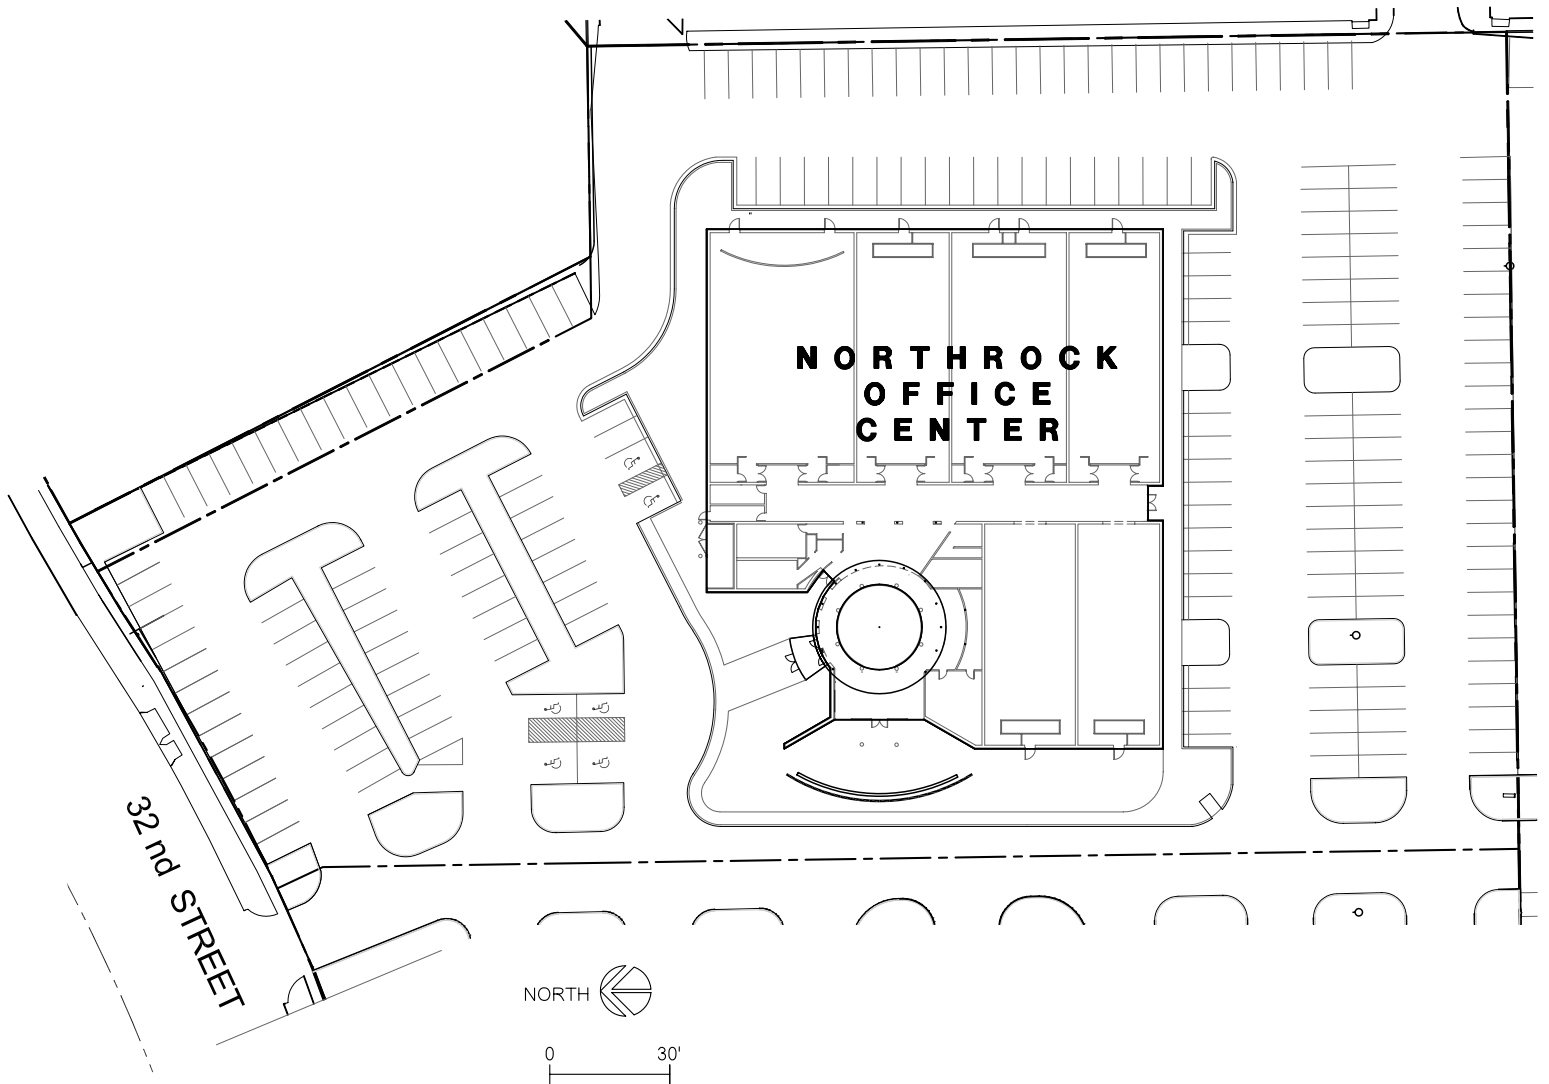 NORTHROCK
OFFICE
CENTER
32 nd STREET
NORTH
0 30'